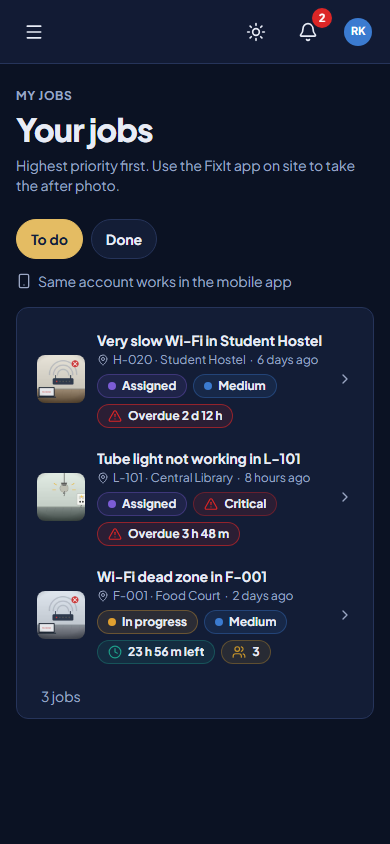 2
RK
MY JOBS
Your jobs
Highest priority first. Use the FixIt app on site to take
the after photo.
To do
Done
Same account works in the mobile app
Very slow Wi-Fi in Student Hostel
H-020 · Student Hostel · 6 days ago
Assigned
Medium
Overdue 2 d 12 h
Tube light not working in L-101
L-101 · Central Library · 8 hours ago
Assigned
Critical
Overdue 3 h 48 m
Wi-Fi dead zone in F-001
F-001 · Food Court · 2 days ago
In progress
Medium
23 h 56 m left
3
3 jobs